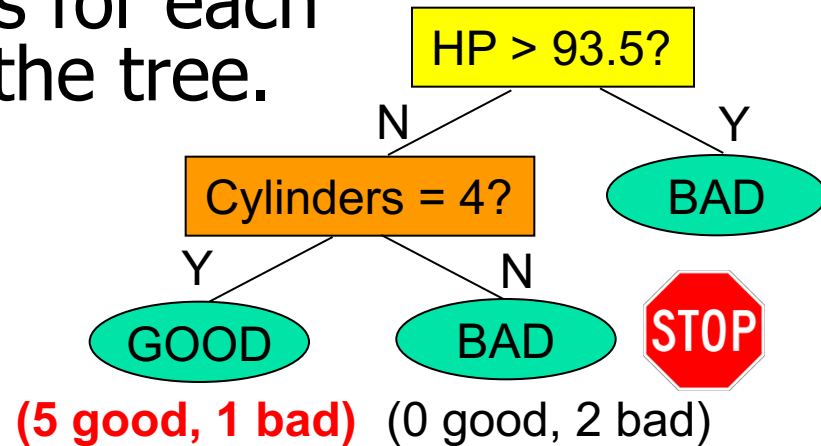 s for each
the tree.
HP > 93.5?
N
Y
Cylinders = 4?
BAD
Y
N
GOOD
BAD
STOP
(5 good, 1 bad) (0 good, 2 bad)